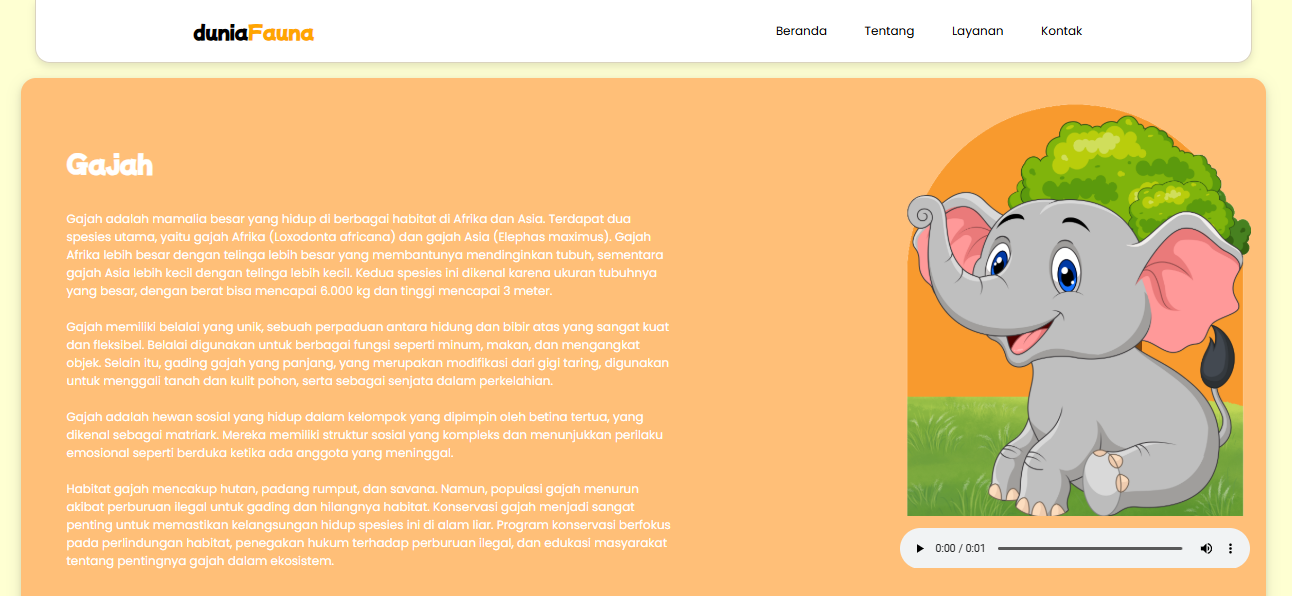 duniaFauna
Beranda
Tentang
Layanan
Kontak
Gajah
Gajah adalah mamalia besar yang hidup di berbagai habitat di Afrika dan Asia. Terdapat dua
spesies utama, yaitu gajah Afrika (Loxodonta africana) dan gajah Asia (Elephas maximus). Gajah
Afrika lebih besar dengan telinga lebih besar yang membantunya mendinginkan tubuh, sementara
gajah Asia lebih kecil dengan telinga lebih kecil. Kedua spesies ini dikenal karena ukuran tubuhnya
yang besar, dengan berat bisa mencapai 6.000 kg dan tinggi mencapai 3 meter.
Gajah memiliki belalai yang unik, sebuah perpaduan antara hidung dan bibir atas yang sangat kuat
dan fleksibel. Belalai digunakan untuk berbagai fungsi seperti minum, makan, dan mengangkat
objek. Selain itu, gading gajah yang panjang, yang merupakan modifikasi dari gigi taring, digunakan
untuk menggali tanah dan kulit pohon, serta sebagai senjata dalam perkelahian.
Gajah adalah hewan sosial yang hidup dalam kelompok yang dipimpin oleh betina tertua, yang
dikenal sebagai matriark. Mereka memiliki struktur sosial yang kompleks dan menunjukkan perilaku
emosional seperti berduka ketika ada anggota yang meninggal.
Habitat gajah mencakup hutan, padang rumput, dan savana. Namun, populasi gajah menurun
akibat perburuan ilegal untuk gading dan hilangnya habitat. Konservasi gajah menjadi sangat
penting untuk memastikan kelangsungan hidup spesies ini di alam liar. Program konservasi berfokus
pada perlindungan habitat, penegakan hukum terhadap perburuan ilegal, dan edukasi masyarakat
tentang pentingnya gajah dalam ekosistem.
0:00 / 0:01